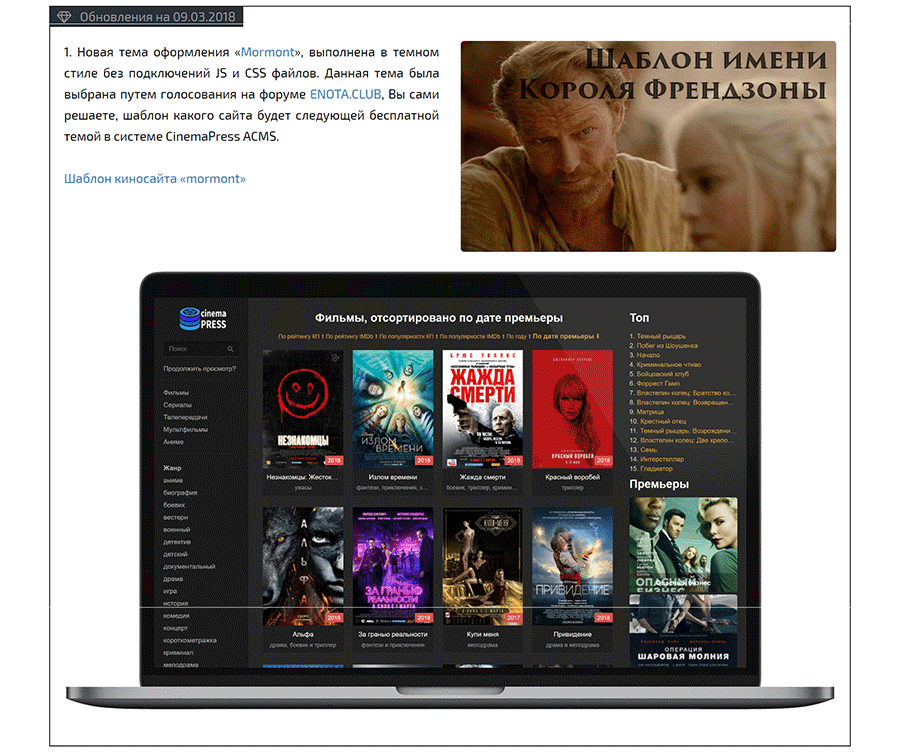 Обновления на 09.03.2018
1. Новая тема оформления «Mormont», выполнена в темном
стиле без подключений JS и CSS файлов. Данная тема была
выбрана путем голосования на форуме ENOTA.CLUB, Вы сами
решаете, шаблон какого сайта будет следующей бесплатной
темой в системе CinemaPress ACMS.
Шаблон киносайта «mormont»
Шаблон имени
Короля Френдзоны
cinema
PRESS
Поиск
Продолжить просмотр?
Фильмы
Сериалы
Телепередачи
Мультфильмы
Аниме
Жанр
аниме
биография
боевик
вестерн
военный
детектив
детский
документальный
драма
игра
история
комедия
концерт
короткометражка
криминал
мелодрама
Фильмы, отсортировано по дате премьеры
По рейтингу КП ⬍ По рейтингу IMDb ⬍ По популярности КП ⬍ По популярности IMDb ⬍ По году ⬍ По дате премьеры ⬍
18+
НЕЗНАКОМЦЫ
2018
Незнакомцы: Жесток...
ужасы
ИЗЛОМ
ВРЕМЕНИ
2018
Излом времени
фэнтези, приключения, с...
БРЮС УИЛЛИС
ЖАЖДА
СМЕРТИ
2018
Жажда смерти
боевик, триллер, кримин...
КРАСНЫЙ ВОРОБЕЙ
2018
Красный воробей
триллер
АЛЬФА
2018
Альфа
драма, боевик и триллер
ЗА ГРАНЬЮ
РЕАЛЬНОСТИ
В КИНО С 1 МАРТА
2018
За гранью реальности
фэнтези и приключения
КУПИ МЕНЯ
2017
Купи меня
мелодрама
ПРИВИДЕНИЕ
2018
Привидение
драма и мелодрама
Топ
1. Темный рыцарь
2. Побег из Шоушенка
3. Начало
4. Криминальное чтиво
5. Бойцовский клуб
6. Форрест Гамп
7. Властелин колец: Братство ко...
8. Властелин колец: Возвращен...
9. Матрица
10. Крестный отец
11. Темный рыцарь: Возрождени...
12. Властелин колец: Две крепо...
13. Семь
14. Интерстеллар
15. Гладиатор
Премьеры
ОПАСНЫЙ
БИЗНЕС
Опасный бизнес
ОПЕРАЦИЯ
ШАРОВАЯ МОЛНИЯ